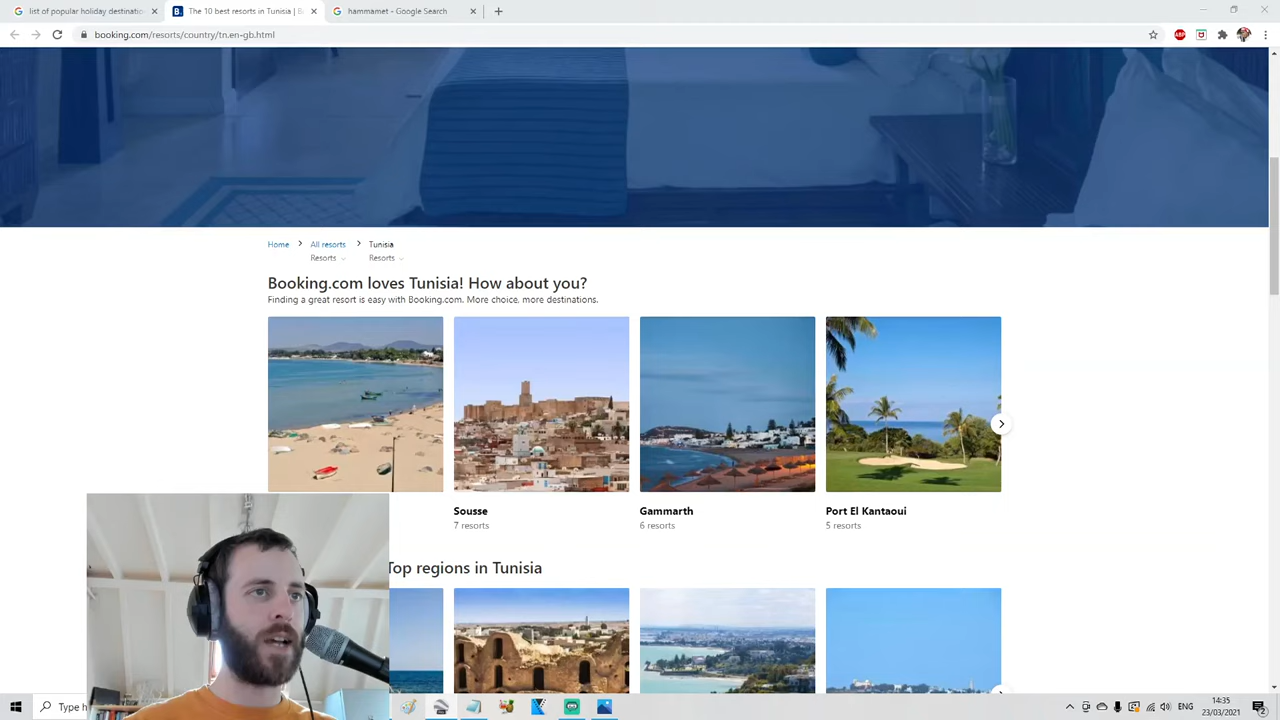 list of popular holiday destinatio
The 10 best resorts in Tunisia | B
hammamet - Google Search
booking.com/resorts/country/tn.en-gb.html
ABP
Home > All resorts > Tunisia
Resorts Resorts
Booking.com loves Tunisia! How about you?
Finding a great resort is easy with Booking.com. More choice, more destinations.
Sousse
7 resorts
Gammarth
6 resorts
Port El Kantaoui
5 resorts
Top regions in Tunisia
Type h
ENG
14:35
23/03/2021
2